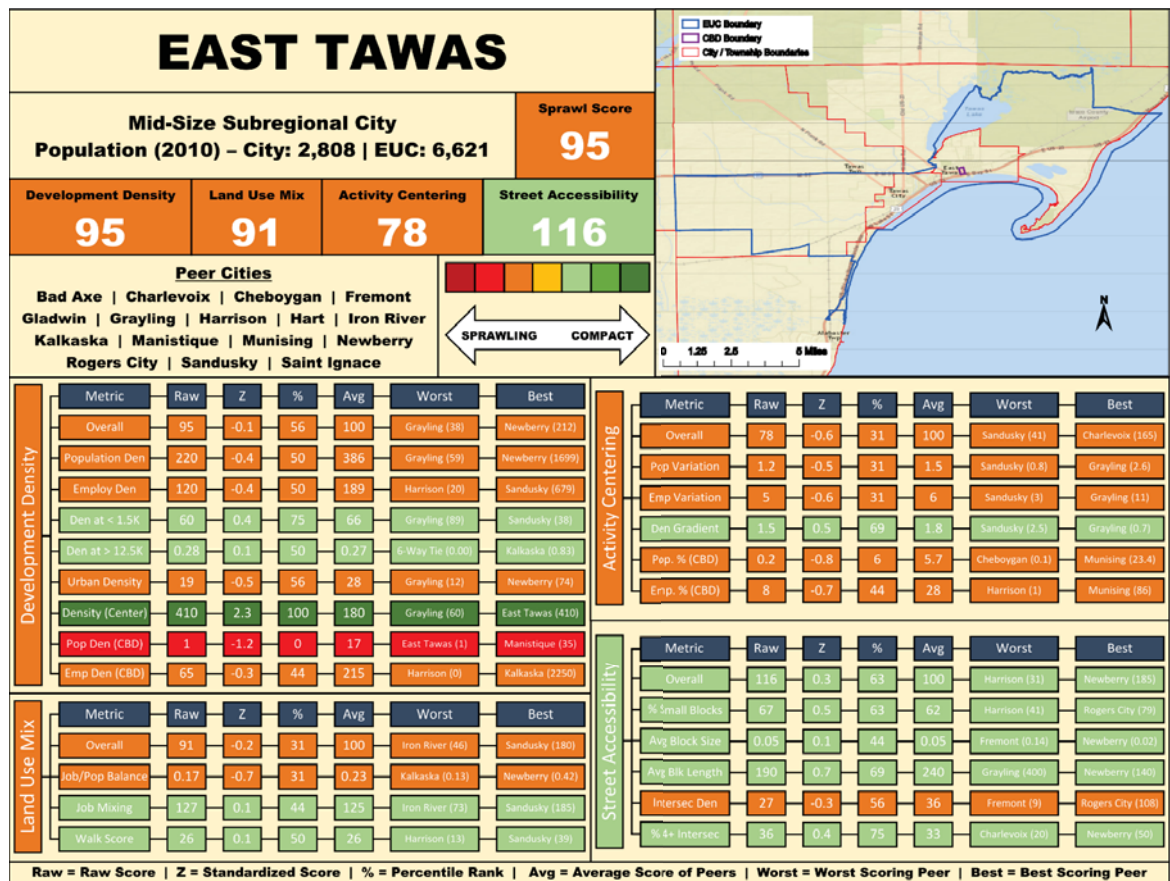 EAST TAWAS
Mid-Size Subregional City
Population (2010) – City: 2,808 | EUC: 6,621
Sprawl Score
95
Development Density
95
Land Use Mix
91
Activity Centering
78
Street Accessibility
116
Peer Cities
Bad Axe | Charlevoix | Cheboygan | Fremont
Gladwin | Grayling | Harrison | Hart | Iron River
Kalkaska | Manistique | Munising | Newberry
Rogers City | Sandusky | Saint Ignace
SPRAWLING COMPACT
EUC Boundary
CBD Boundary
City / Township Boundaries
Tawas
Lake
East
Tawas
City
N
0 1.25 2.5 5 Miles
Development Density
Metric Raw Z % Avg Worst Best
Overall 95 -0.1 56 100 Grayling (38) Newberry (212)
Population Den 220 -0.4 50 386 Grayling (59) Newberry (1699)
Employ Den 120 -0.4 50 189 Harrison (20) Sandusky (679)
Den at < 1.5K 60 0.4 75 66 Grayling (89) Sandusky (38)
Den at > 12.5K 0.28 0.1 50 0.27 6-Way Tie (0.00) Kalkaska (0.83)
Urban Density 19 -0.5 56 28 Grayling (12) Newberry (74)
Density (Center) 410 2.3 100 180 Grayling (60) East Tawas (410)
Pop Den (CBD) 1 -1.2 0 17 East Tawas (1) Manistique (35)
Emp Den (CBD) 65 -0.3 44 215 Harrison (0) Kalkaska (2250)
Land Use Mix
Metric Raw Z % Avg Worst Best
Overall 91 -0.2 31 100 Iron River (46) Sandusky (180)
Job/Pop Balance 0.17 -0.7 31 0.23 Kalkaska (0.13) Newberry (0.42)
Job Mixing 127 0.1 44 125 Iron River (73) Sandusky (185)
Walk Score 26 0.1 50 26 Harrison (13) Sandusky (39)
Activity Centering
Metric Raw Z % Avg Worst Best
Overall 78 -0.6 31 100 Sandusky (41) Charlevoix (165)
Pop Variation 1.2 -0.5 31 1.5 Sandusky (0.8) Grayling (2.6)
Emp Variation 5 -0.6 31 6 Sandusky (3) Grayling (11)
Den Gradient 1.5 0.5 69 1.8 Sandusky (2.5) Grayling (0.7)
Pop. % (CBD) 0.2 -0.8 6 5.7 Cheboygan (0.1) Munising (23.4)
Emp. % (CBD) 8 -0.7 44 28 Harrison (1) Munising (86)
Street Accessibility
Metric Raw Z % Avg Worst Best
Overall 116 0.3 63 100 Harrison (31) Newberry (185)
% Small Blocks 67 0.5 63 62 Harrison (41) Rogers City (79)
Avg Block Size 0.05 0.1 44 0.05 Fremont (0.14) Newberry (0.02)
Avg Blk Length 190 0.7 69 240 Grayling (400) Newberry (140)
Intersec Den 27 -0.3 56 36 Fremont (9) Rogers City (108)
% 4+ Intersec 36 0.4 75 33 Charlevoix (20) Newberry (50)
Raw = Raw Score | Z = Standardized Score | % = Percentile Rank | Avg = Average Score of Peers | Worst = Worst Scoring Peer | Best = Best Scoring Peer